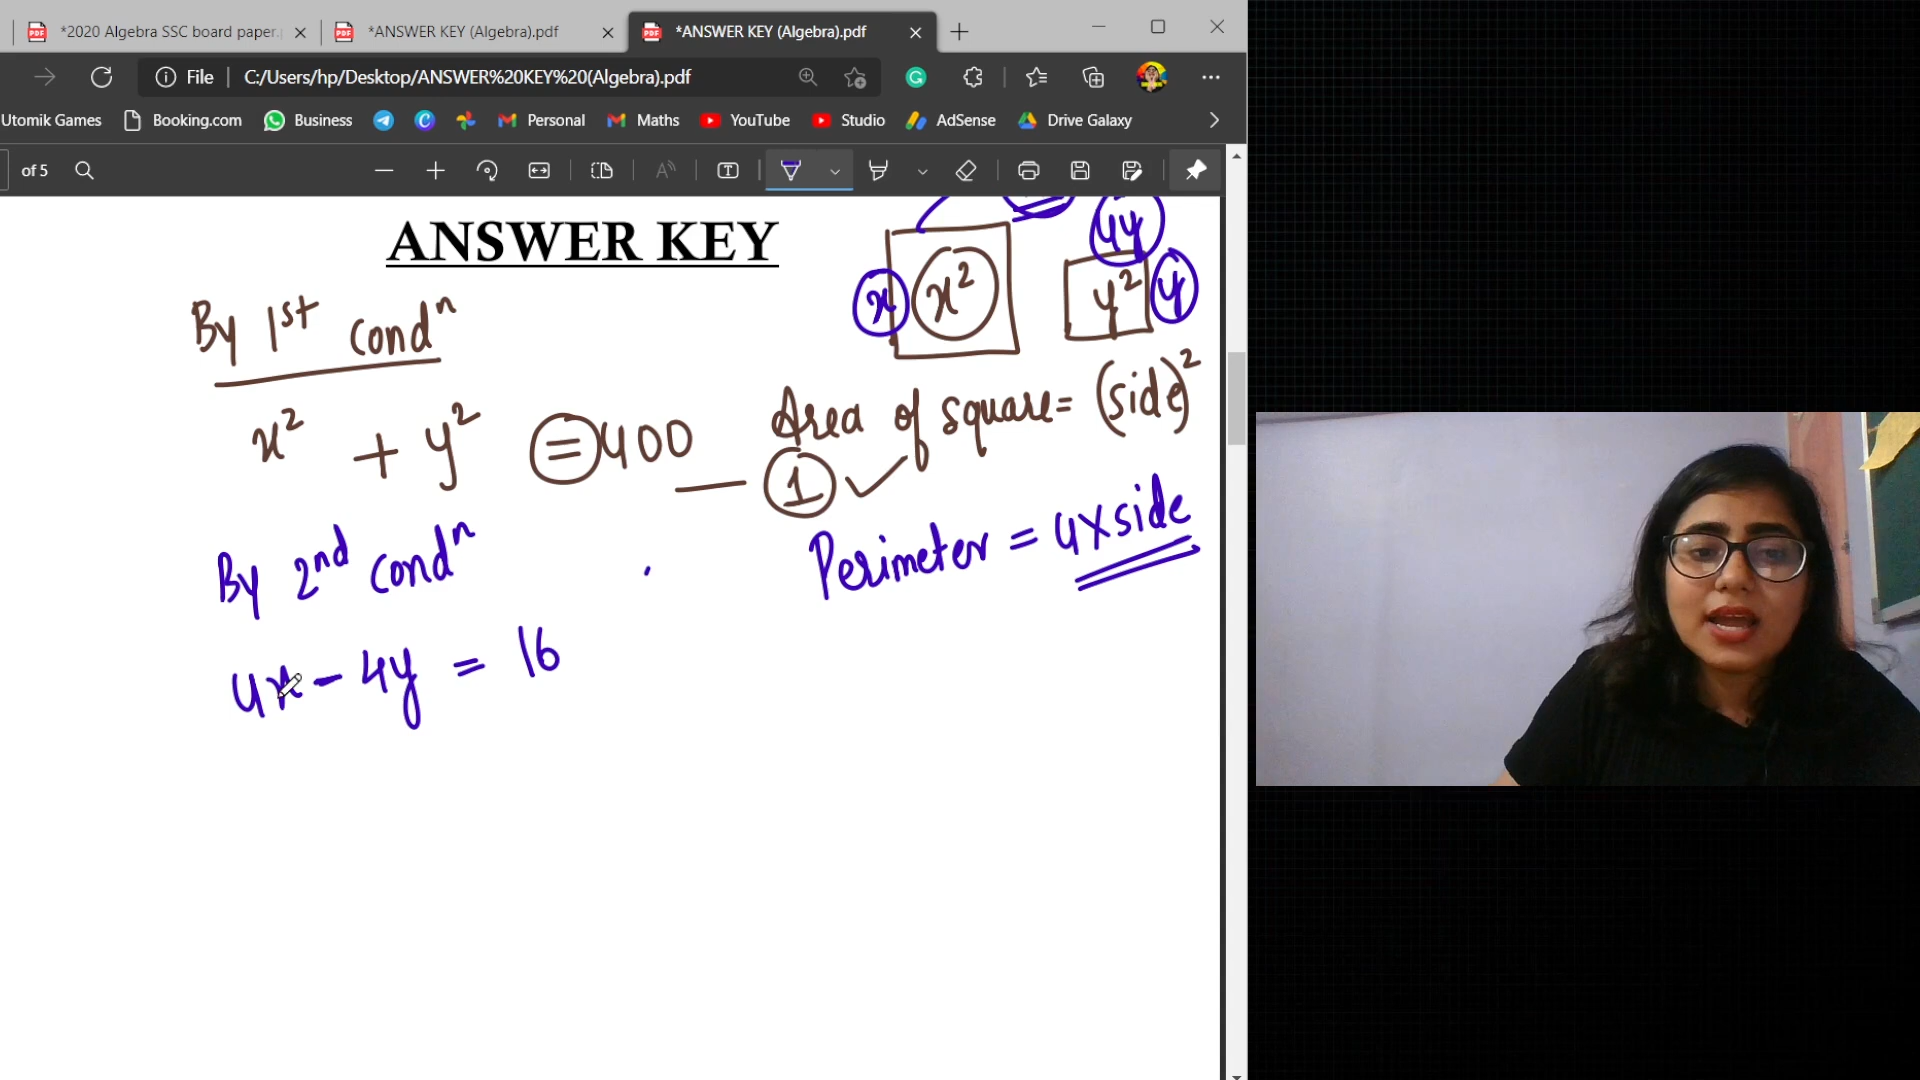 *2020 Algebra SSC board paper.p
*ANSWER KEY (Algebra).pdf
*ANSWER KEY (Algebra).pdf
File
C:/Users/hp/Desktop/ANSWER%20KEY%20(Algebra).pdf
Utomik Games
Booking.com
Business
Personal
Maths
YouTube
Studio
AdSense
Drive Galaxy
of 5
ANSWER KEY
4y
x
x²
y²
y
By 1st condⁿ
x² + y² = 400 — 1
Area of square = (side)²
By 2nd condⁿ
Perimeter = 4×side
4x - 4y = 16